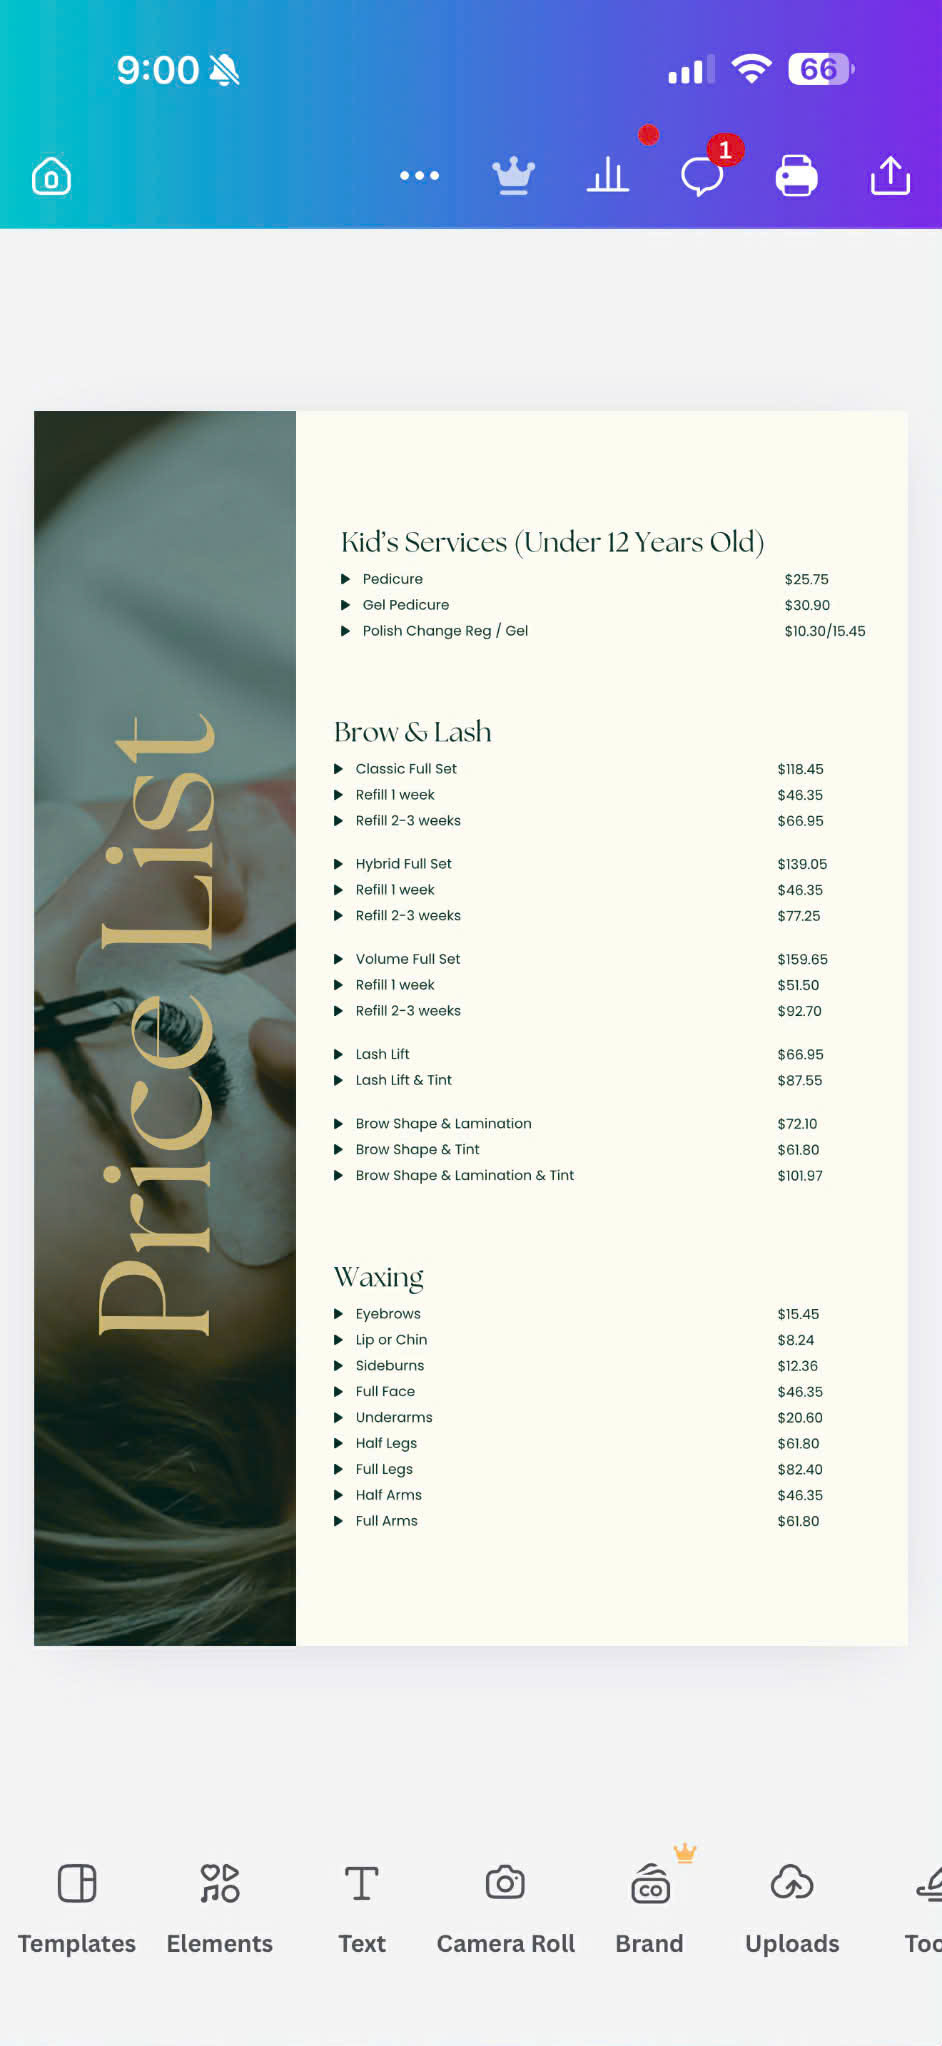 9:00
66
1
Kid's Services (Under 12 Years Old)
Pedicure $25.75
Gel Pedicure $30.90
Polish Change Reg / Gel $10.30/15.45
Brow & Lash
Classic Full Set $118.45
Refill 1 week $46.35
Refill 2-3 weeks $66.95
Hybrid Full Set $139.05
Refill 1 week $46.35
Refill 2-3 weeks $77.25
Volume Full Set $159.65
Refill 1 week $51.50
Refill 2-3 weeks $92.70
Lash Lift $66.95
Lash Lift & Tint $87.55
Brow Shape & Lamination $72.10
Brow Shape & Tint $61.80
Brow Shape & Lamination & Tint $101.97
Waxing
Eyebrows $15.45
Lip or Chin $8.24
Sideburns $12.36
Full Face $46.35
Underarms $20.60
Half Legs $61.80
Full Legs $82.40
Half Arms $46.35
Full Arms $61.80
Price List
CO
Templates Elements Text Camera Roll Brand Uploads Too